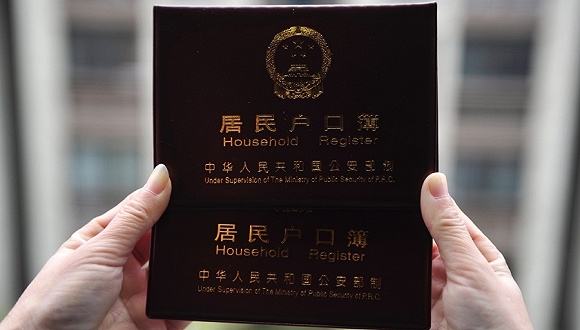 居民户口簿
Household Register
中华人民共和国公安部制
Under Supervision of The Ministry of Public Security of P.R.C.
居民户口簿
Household Register
中华人民共和国公安部制
Under Supervision of The Ministry of Public Security of P.R.C.